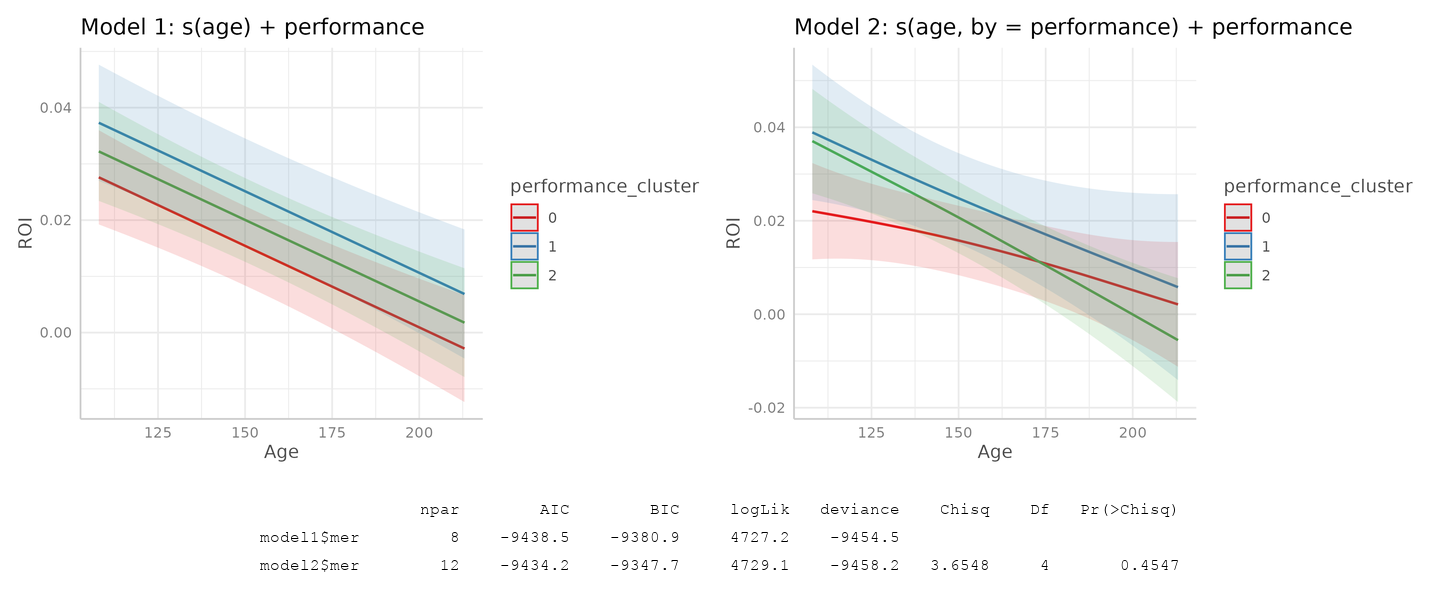 Model 1: s(age) + performance
ROI
0.04
0.02
0.00
125 150 175 200
Age
performance_cluster
0
1
2
Model 2: s(age, by = performance) + performance
ROI
0.04
0.02
0.00
-0.02
125 150 175 200
Age
performance_cluster
0
1
2
npar AIC BIC logLik deviance Chisq Df Pr(>Chisq)
model1$mer 8 -9438.5 -9380.9 4727.2 -9454.5
model2$mer 12 -9434.2 -9347.7 4729.1 -9458.2 3.6548 4 0.4547